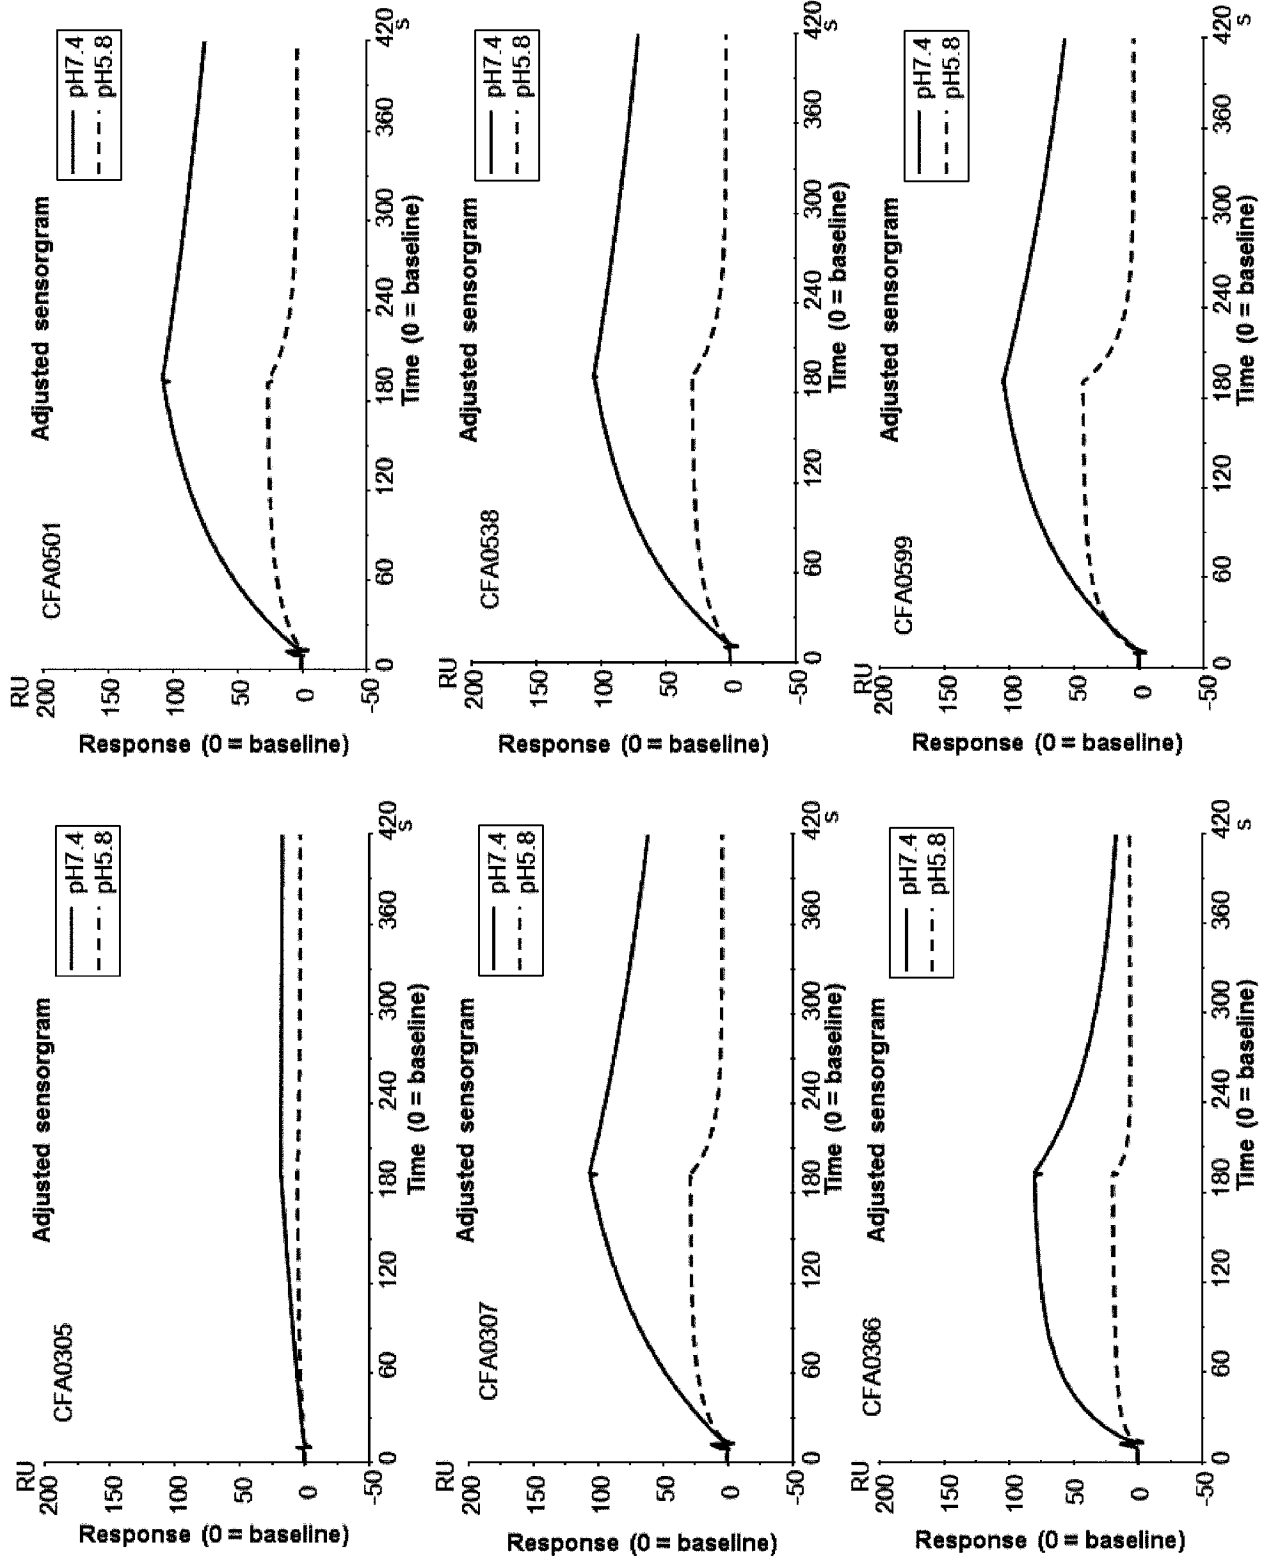 CFA0305
Adjusted sensorgram
pH7.4
pH5.8
RU
200
150
100
50
0
-50
Response (0 = baseline)
0 60 120 180 240 300 360 420
s
Time (0 = baseline)
CFA0501
Adjusted sensorgram
pH7.4
pH5.8
RU
200
150
100
50
0
-50
Response (0 = baseline)
0 60 120 180 240 300 360 420
s
Time (0 = baseline)
CFA0307
Adjusted sensorgram
pH7.4
pH5.8
RU
200
150
100
50
0
-50
Response (0 = baseline)
0 60 120 180 240 300 360 420
s
Time (0 = baseline)
CFA0538
Adjusted sensorgram
pH7.4
pH5.8
RU
200
150
100
50
0
-50
Response (0 = baseline)
0 60 120 180 240 300 360 420
s
Time (0 = baseline)
CFA0366
Adjusted sensorgram
pH7.4
pH5.8
RU
200
150
100
50
0
-50
Response (0 = baseline)
0 60 120 180 240 300 360 420
s
Time (0 = baseline)
CFA0599
Adjusted sensorgram
pH7.4
pH5.8
RU
200
150
100
50
0
-50
Response (0 = baseline)
0 60 120 180 240 300 360 420
s
Time (0 = baseline)